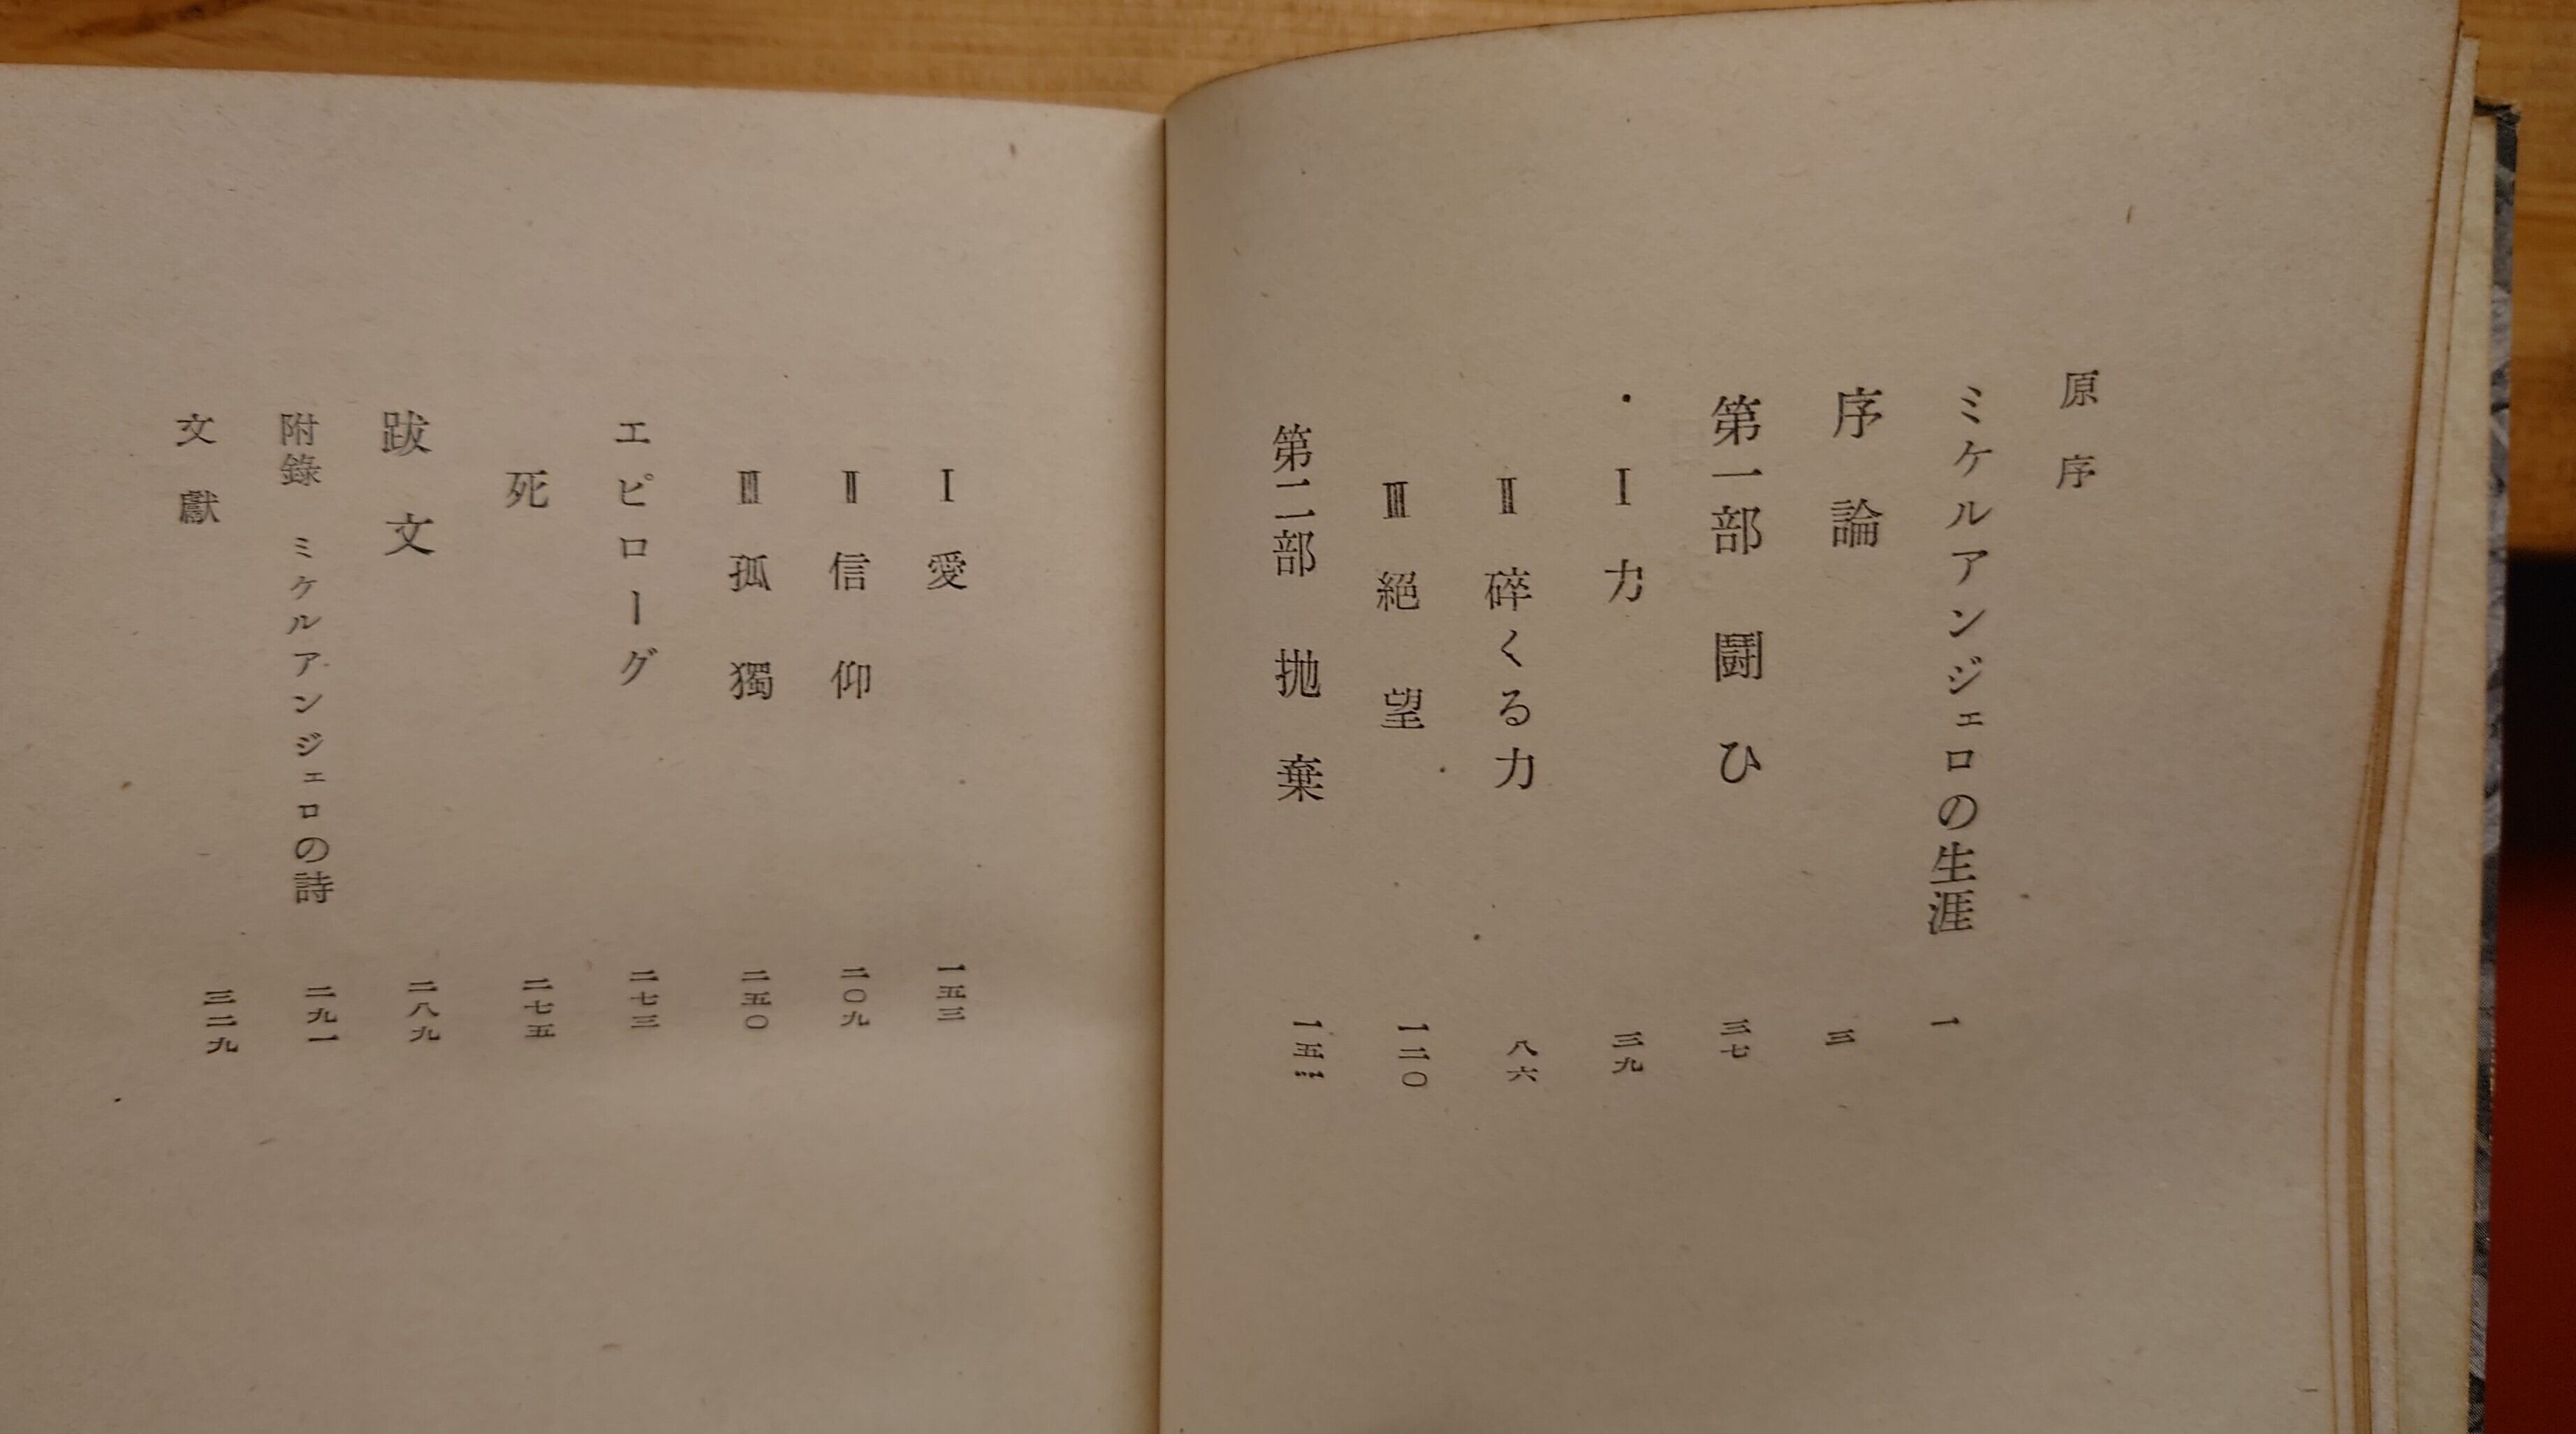 原序
ミケルアンジェロの生涯 一
序論 三
第一部 闘ひ 三七
Ⅰ 力 三九
Ⅱ 碎くる力 八六
Ⅲ 絕望 一二〇
第二部 抛棄
Ⅰ 愛 一五三
Ⅱ 信仰 二〇九
Ⅲ 孤獨 二五〇
エピローグ 二七三
死 二七五
跋文 二八九
附錄 ミケルアンジェロの詩 二九一
文獻 三二九